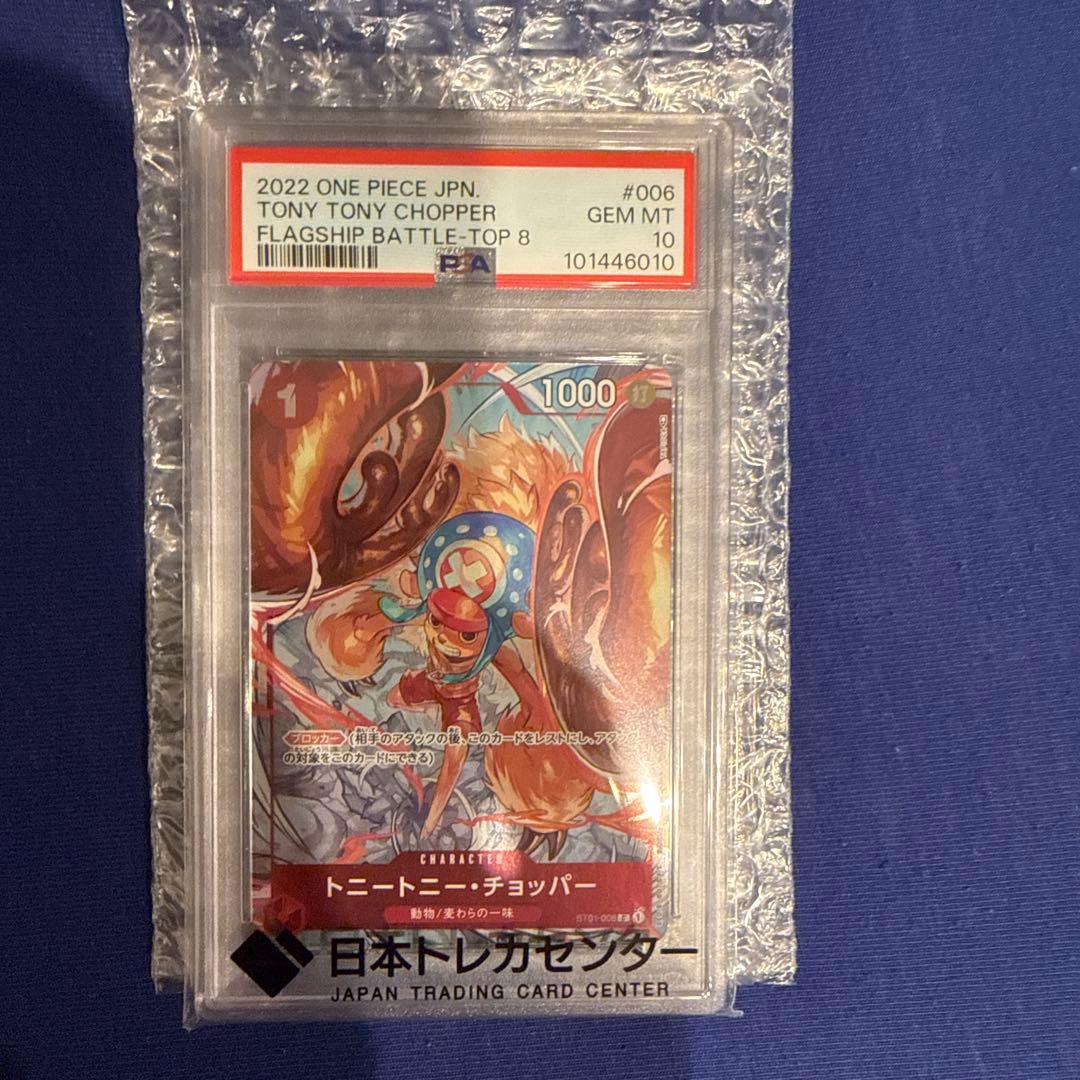 2022 ONE PIECE JPN. #006
TONY TONY CHOPPER GEM MT
FLAGSHIP BATTLE-TOP 8 10
PSA 101446010
1 1000
ブロッカー (相手のアタックの後、このカードをレストにし、アタック
の対象をこのカードにできる)
CHARACTER
トニートニー・チョッパー
動物/麦わらの一味
ST01-006 1
日本トレカセンター
JAPAN TRADING CARD CENTER